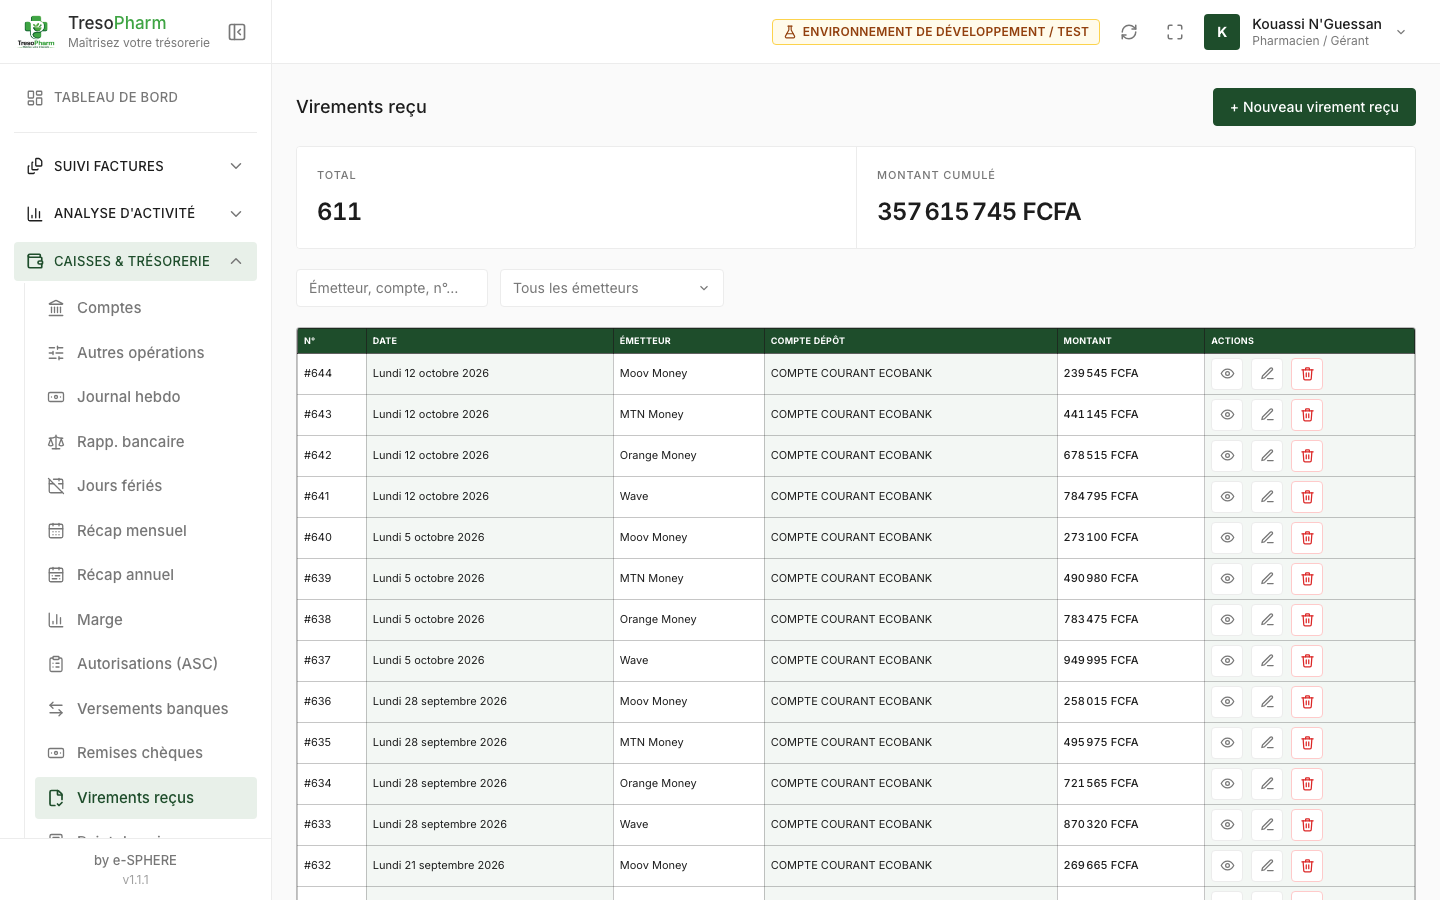 TresoPharm
Maîtrisez votre trésorerie
TresoPharm
ENVIRONNEMENT DE DÉVELOPPEMENT / TEST
K
Kouassi N'Guessan
Pharmacien / Gérant
TABLEAU DE BORD
SUIVI FACTURES
ANALYSE D'ACTIVITÉ
CAISSES & TRÉSORERIE
Comptes
Autres opérations
Journal hebdo
Rapp. bancaire
Jours fériés
Récap mensuel
Récap annuel
Marge
Autorisations (ASC)
Versements banques
Remises chèques
Virements reçus
by e-SPHERE
v1.1.1
Virements reçu
+ Nouveau virement reçu
TOTAL
611
MONTANT CUMULÉ
357 615 745 FCFA
Émetteur, compte, n°...
Tous les émetteurs
N° DATE ÉMETTEUR COMPTE DÉPÔT MONTANT ACTIONS
#644 Lundi 12 octobre 2026 Moov Money COMPTE COURANT ECOBANK 239 545 FCFA
#643 Lundi 12 octobre 2026 MTN Money COMPTE COURANT ECOBANK 441 145 FCFA
#642 Lundi 12 octobre 2026 Orange Money COMPTE COURANT ECOBANK 678 515 FCFA
#641 Lundi 12 octobre 2026 Wave COMPTE COURANT ECOBANK 784 795 FCFA
#640 Lundi 5 octobre 2026 Moov Money COMPTE COURANT ECOBANK 273 100 FCFA
#639 Lundi 5 octobre 2026 MTN Money COMPTE COURANT ECOBANK 490 980 FCFA
#638 Lundi 5 octobre 2026 Orange Money COMPTE COURANT ECOBANK 783 475 FCFA
#637 Lundi 5 octobre 2026 Wave COMPTE COURANT ECOBANK 949 995 FCFA
#636 Lundi 28 septembre 2026 Moov Money COMPTE COURANT ECOBANK 258 015 FCFA
#635 Lundi 28 septembre 2026 MTN Money COMPTE COURANT ECOBANK 495 975 FCFA
#634 Lundi 28 septembre 2026 Orange Money COMPTE COURANT ECOBANK 721 565 FCFA
#633 Lundi 28 septembre 2026 Wave COMPTE COURANT ECOBANK 870 320 FCFA
#632 Lundi 21 septembre 2026 Moov Money COMPTE COURANT ECOBANK 269 665 FCFA